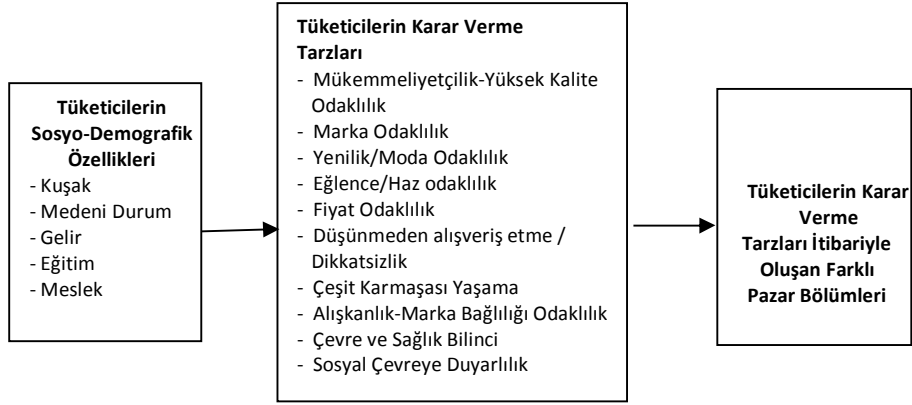 Tüketicilerin
Sosyo-Demografik
Özellikleri
- Kuşak
- Medeni Durum
- Gelir
- Eğitim
- Meslek
Tüketicilerin Karar Verme
Tarzları
- Mükemmeliyetçilik-Yüksek Kalite
Odaklılık
- Marka Odaklılık
- Yenilik/Moda Odaklılık
- Eğlence/Haz odaklılık
- Fiyat Odaklılık
- Düşünmeden alışveriş etme /
Dikkatsizlik
- Çeşit Karmaşası Yaşama
- Alışkanlık-Marka Bağlılığı Odaklılık
- Çevre ve Sağlık Bilinci
- Sosyal Çevreye Duyarlılık
Tüketicilerin Karar
Verme
Tarzları İtibariyle
Oluşan Farklı
Pazar Bölümleri